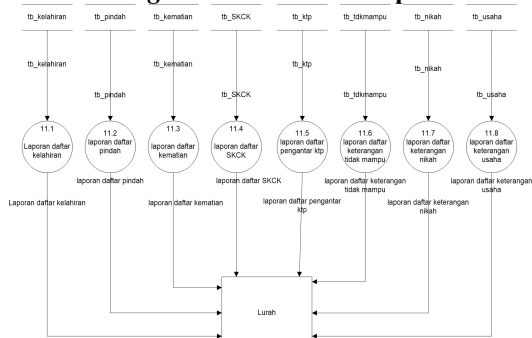 tb_kelahiran tb_pindah tb_kematian tb_SKCK tb_ktp tb_tdkmampu tb_nikah tb_usaha
tb_kelahiran
tb_pindah
tb_kematian
tb_SKCK
tb_ktp
tb_tdkmampu
tb_nikah
tb_usaha
11.1
Laporan daftar
kelahiran
11.2
laporan daftar
pindah
11.3
laporan daftar
kematian
11.4
laporan daftar
SKCK
11.5
laporan daftar
pengantar ktp
11.6
laporan daftar
keterangan
tidak mampu
11.7
laporan daftar
keterangan
nikah
11.8
laporan daftar
keterangan
usaha
Laporan daftar kelahiran
laporan daftar pindah
laporan daftar kematian
laporan daftar SKCK
laporan daftar pengantar
ktp
laporan daftar keterangan
tidak mampu
laporan daftar keterangan
nikah
laporan daftar keterangan
usaha
Lurah